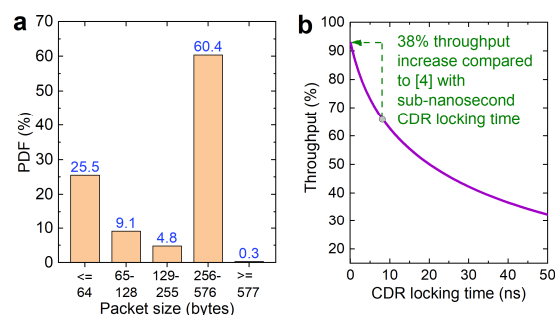 a
PDF (%)
70
60
50
40
30
20
10
0
25.5
9.1
4.8
60.4
0.3
<= 64
65- 128
129- 255
256- 576
>= 577
Packet size (bytes)
b
Throughput (%)
100
90
80
70
60
50
40
30
20
38% throughput
increase compared
to [4] with
sub-nanosecond
CDR locking time
0 10 20 30 40 50
CDR locking time (ns)